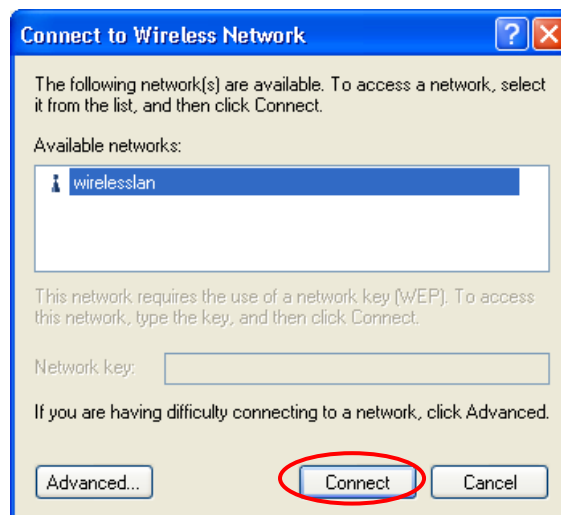 Connect to Wireless Network
The following network(s) are available. To access a network, select
it from the list, and then click Connect.
Available networks:
wirelesslan
This network requires the use of a network key (WEP). To access
this network, type the key, and then click Connect.
Network key:
If you are having difficulty connecting to a network, click Advanced.
Advanced... Connect Cancel